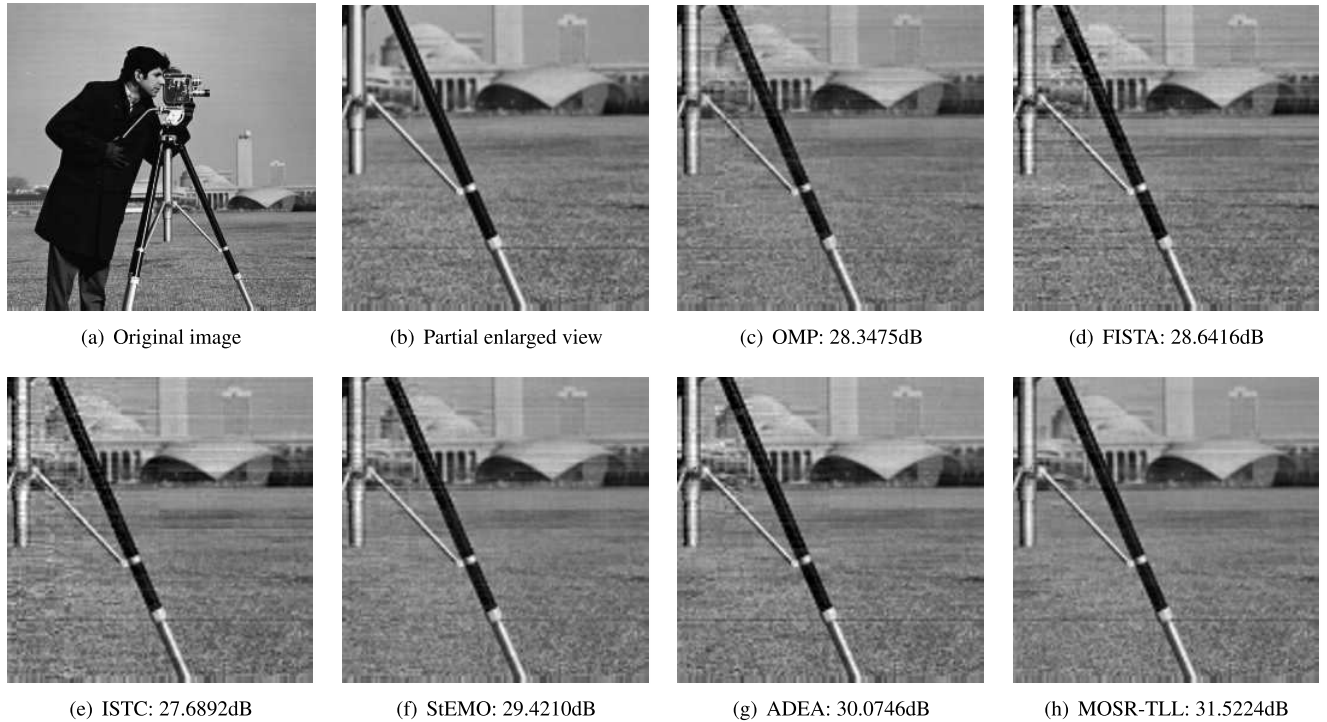 (a) Original image
(b) Partial enlarged view
(c) OMP: 28.3475dB
(d) FISTA: 28.6416dB
(e) ISTC: 27.6892dB
(f) StEMO: 29.4210dB
(g) ADEA: 30.0746dB
(h) MOSR-TLL: 31.5224dB